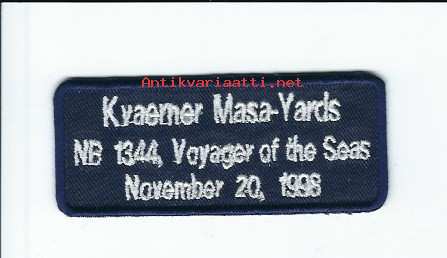 Antikvariaatti.net
Kvaerner Masa-Yards
NB 1344, Voyager of the Seas
November 20, 1998